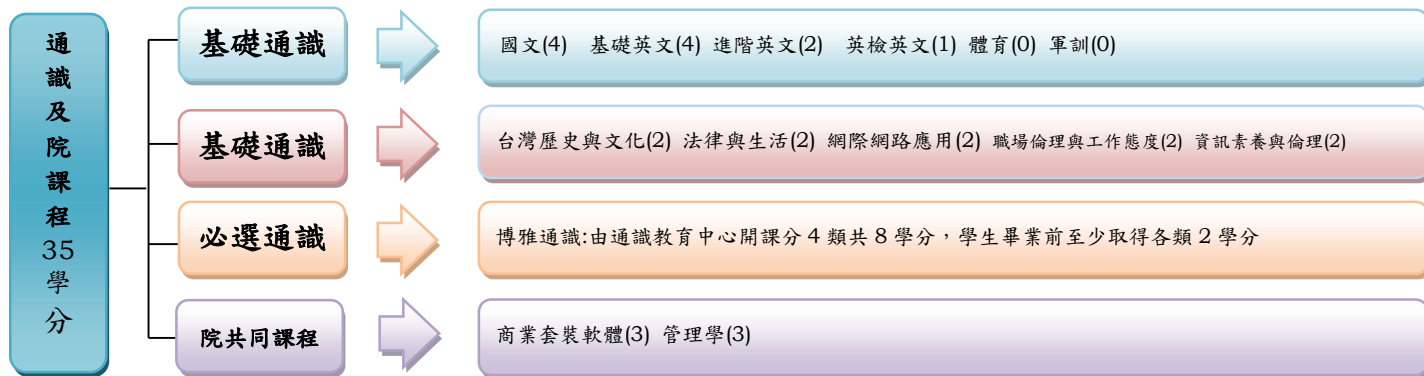 通識及院課程35學分
基礎通識
國文(4) 基礎英文(4) 進階英文(2) 英檢英文(1) 體育(0) 軍訓(0)
基礎通識
台灣歷史與文化(2) 法律與生活(2) 網際網路應用(2) 職場倫理與工作態度(2) 資訊素養與倫理(2)
必選通識
博雅通識:由通識教育中心開課分4類共8學分，學生畢業前至少取得各類2學分
院共同課程
商業套裝軟體(3) 管理學(3)